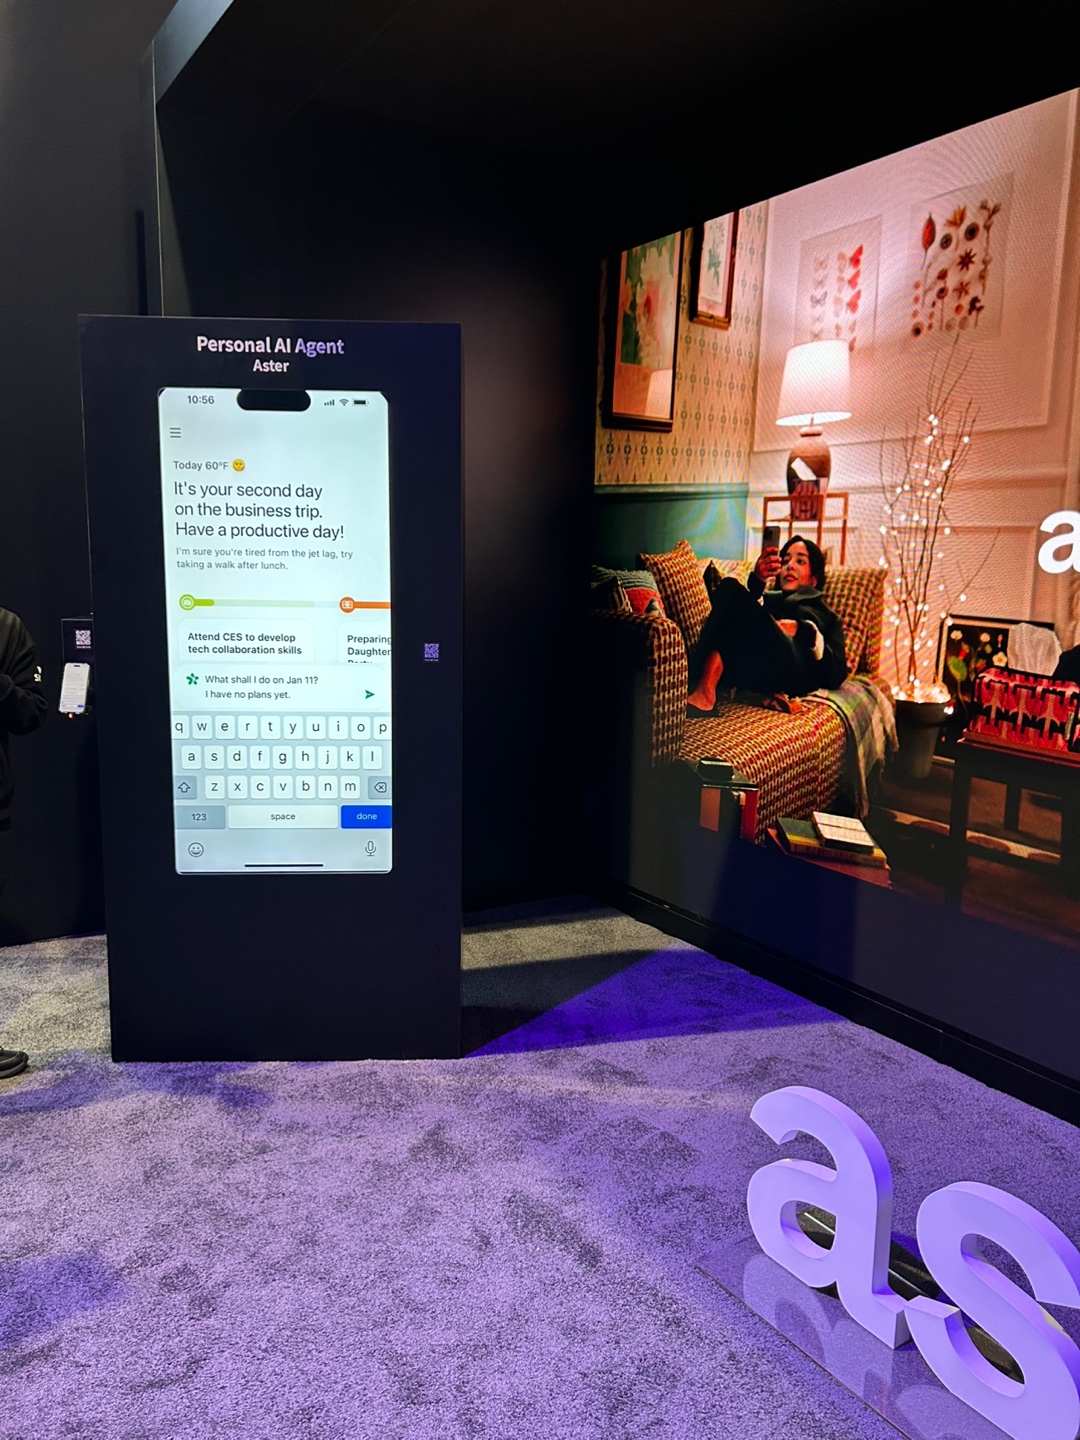 Personal AI Agent
Aster
10:56
Today 60°F
It's your second day
on the business trip.
Have a productive day!
I'm sure you're tired from the jet lag, try
taking a walk after lunch.
Attend CES to develop
tech collaboration skills
Preparing
Daughter
Party
What shall I do on Jan 11?
I have no plans yet.
q w e r t y u i o p
a s d f g h j k l
z x c v b n m
123 space done
a
as